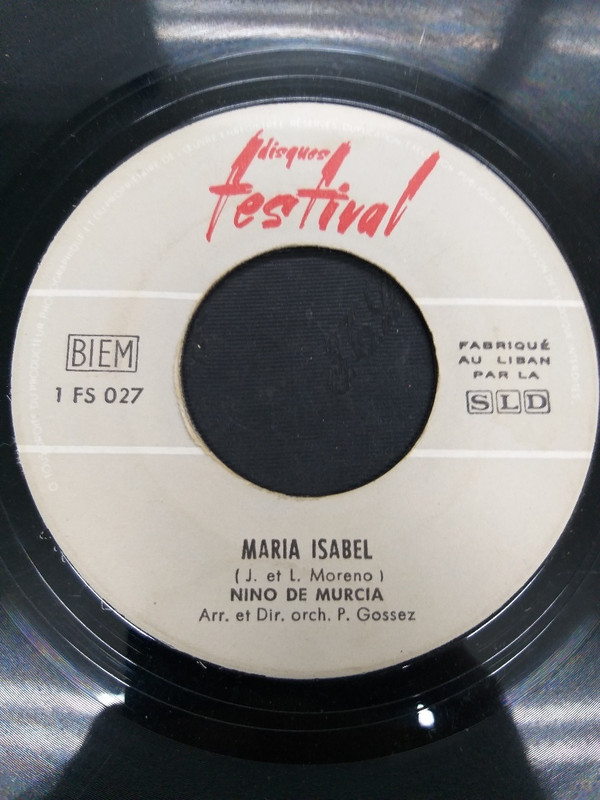 disques
festival
BIEM
1 FS 027
FABRIQUÉ
AU LIBAN
PAR LA
SLD
MARIA ISABEL
( J. et L. Moreno )
NINO DE MURCIA
Arr. et Dir. orch. P. Gossez